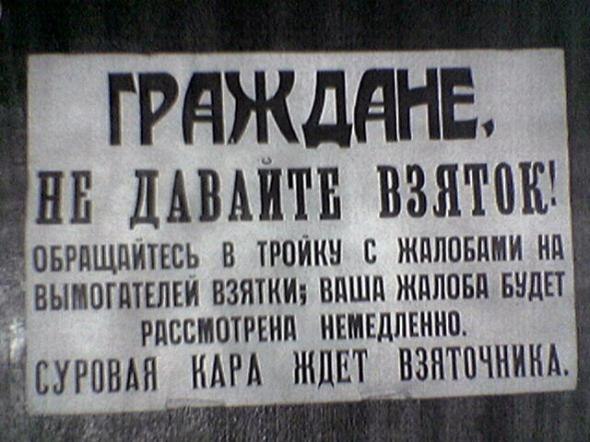 ГРАЖДАНЕ,
НЕ ДАВАЙТЕ ВЗЯТОК!
ОБРАЩАЙТЕСЬ В ТРОЙКУ С ЖАЛОБАМИ НА
ВЫМОГАТЕЛЕЙ ВЗЯТКИ; ВАША ЖАЛОБА БУДЕТ
РАССМОТРЕНА НЕМЕДЛЕННО.
СУРОВАЯ КАРА ЖДЕТ ВЗЯТОЧНИКА.